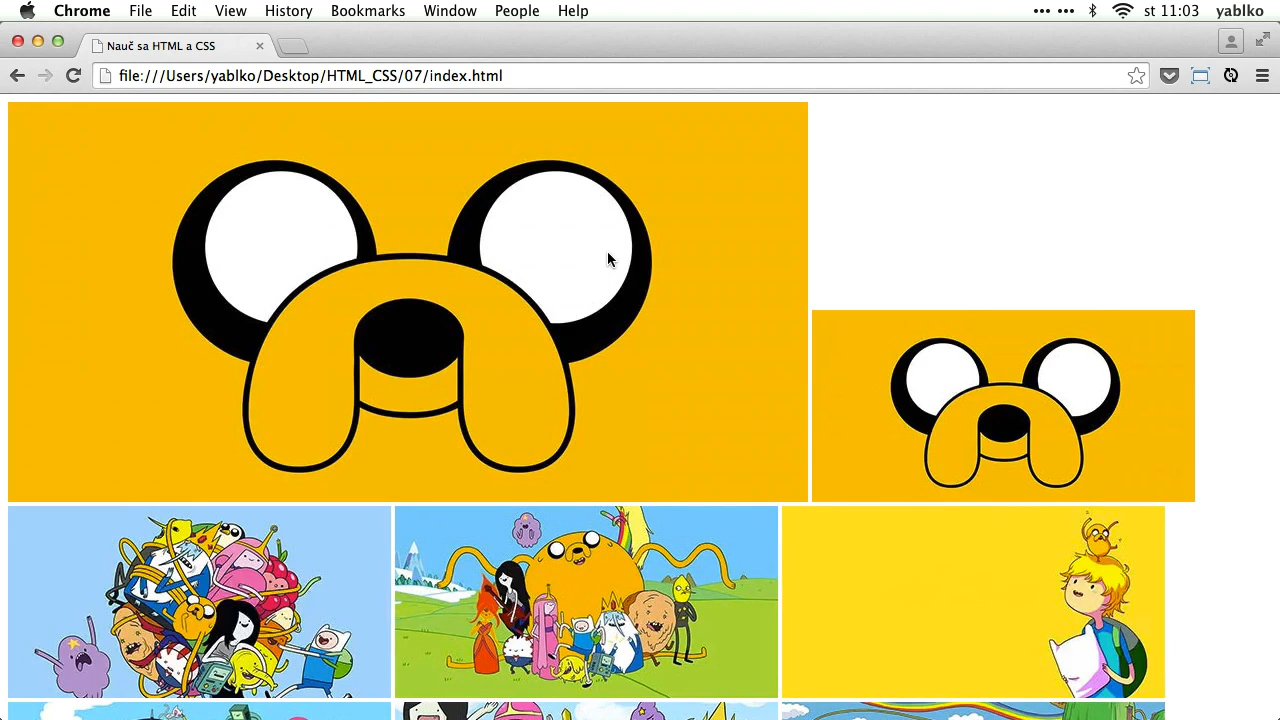 Chrome File Edit View History Bookmarks Window People Help st 11:03 yablko
Nauč sa HTML a CSS
file:///Users/yablko/Desktop/HTML_CSS/07/index.html